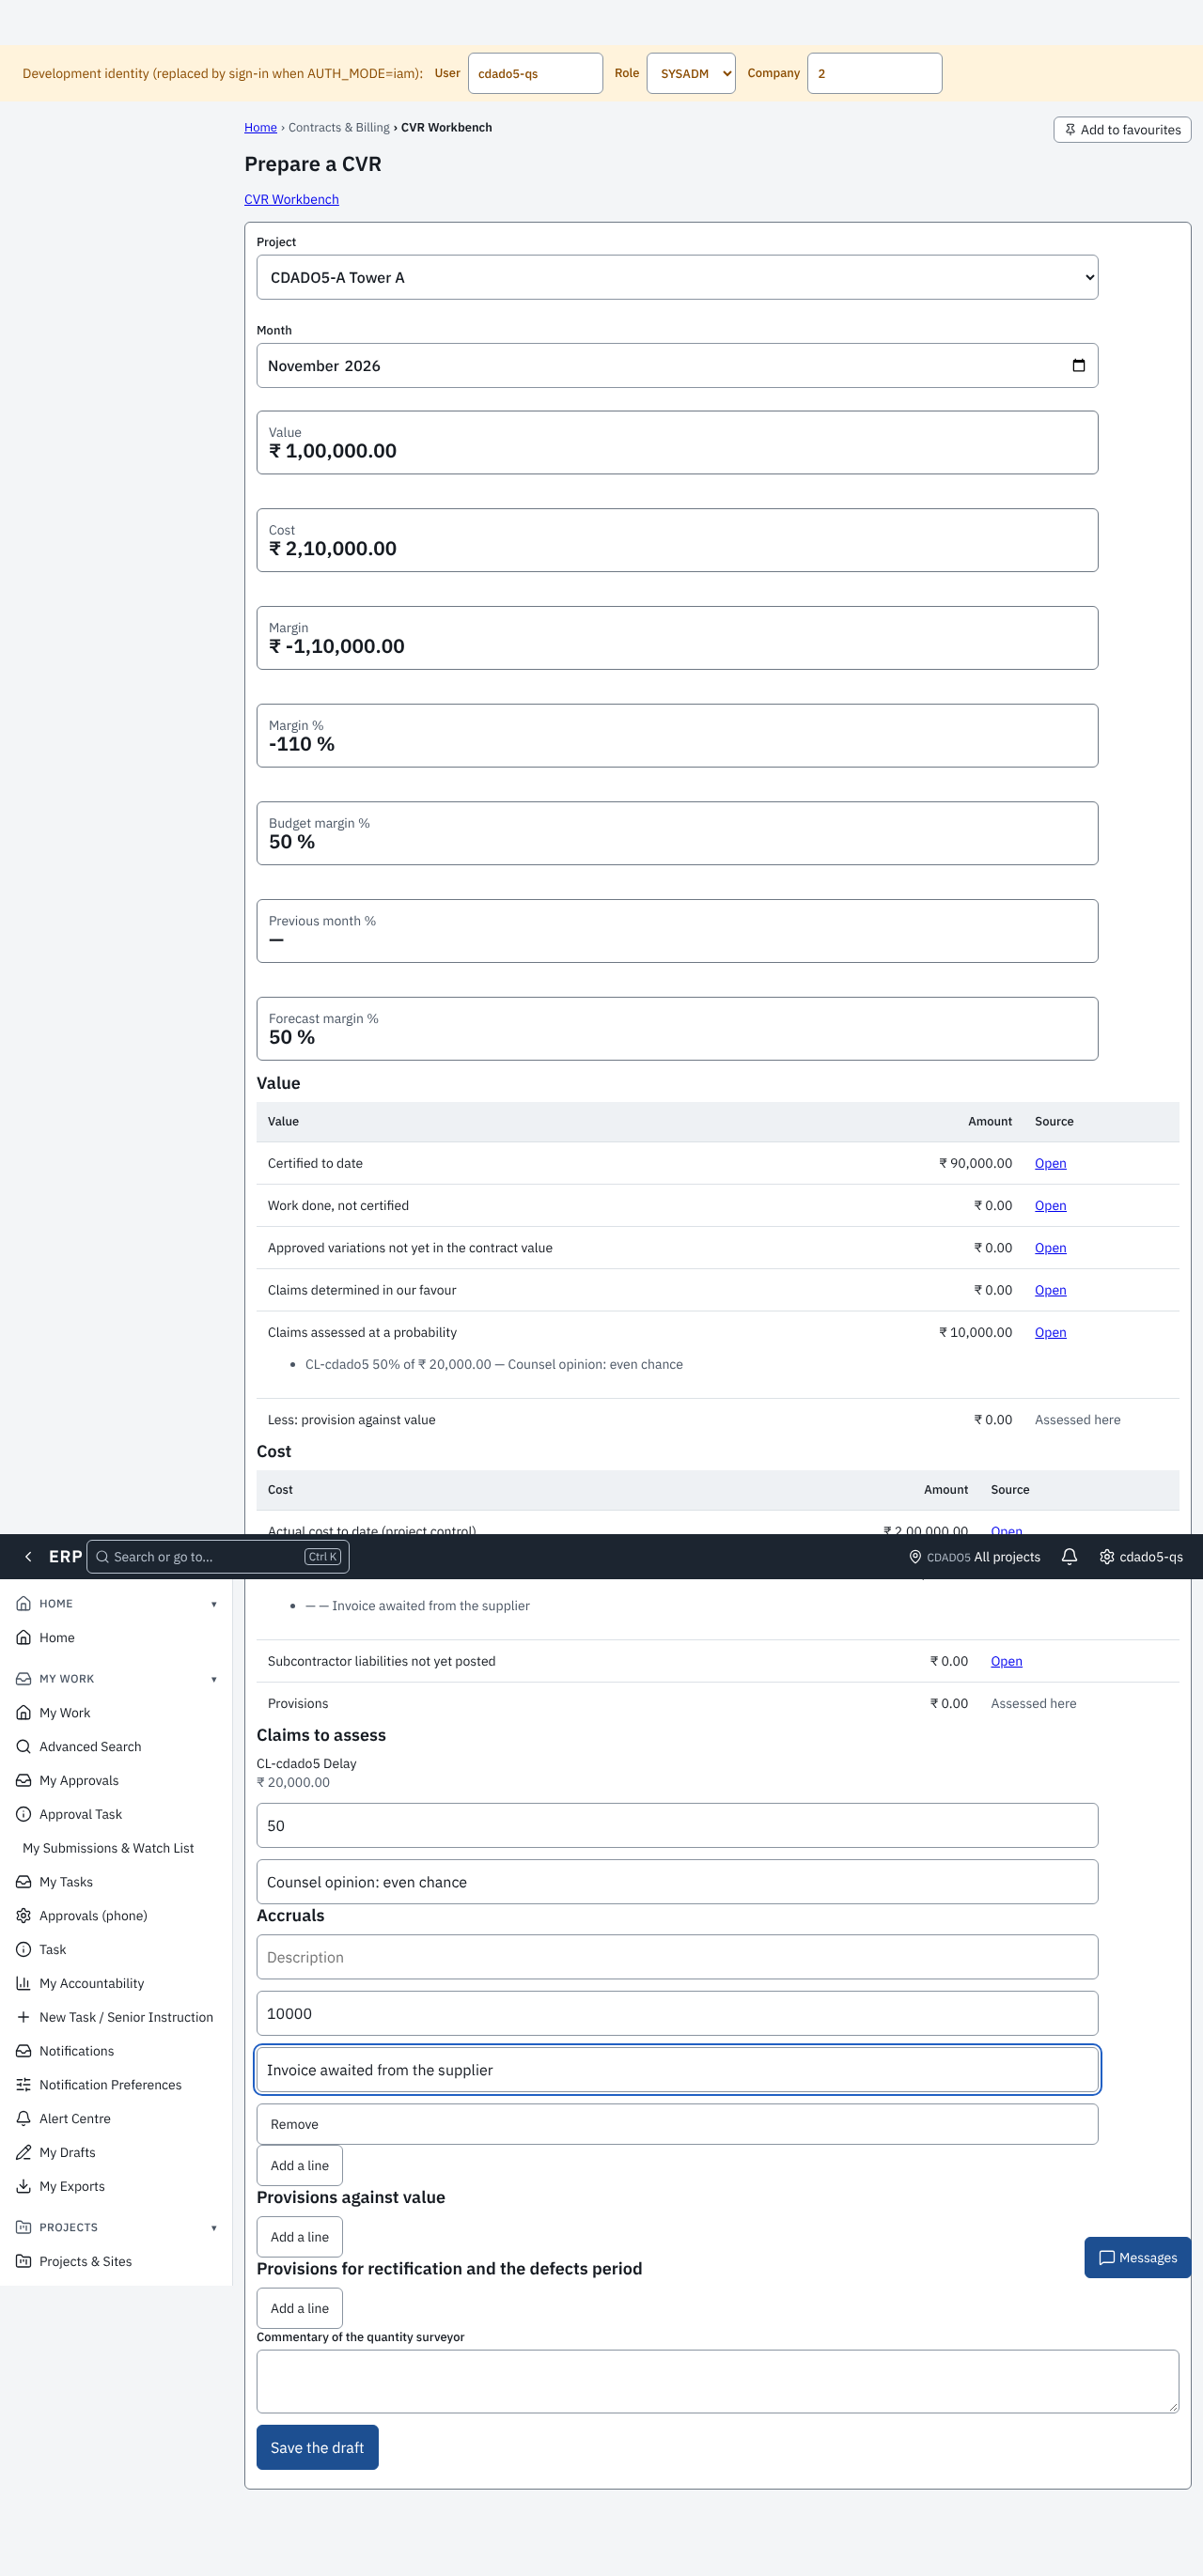 Development identity (replaced by sign-in when AUTH_MODE=iam): User cdado5-qs Role SYSADM Company 2
Home › Contracts & Billing › CVR Workbench
Add to favourites
Prepare a CVR
CVR Workbench
Project
CDADO5-A Tower A
Month
November 2026
Value
₹ 1,00,000.00
Cost
₹ 2,10,000.00
Margin
₹ -1,10,000.00
Margin %
-110 %
Budget margin %
50 %
Previous month %
—
Forecast margin %
50 %
Value
Value Amount Source
Certified to date ₹ 90,000.00 Open
Work done, not certified ₹ 0.00 Open
Approved variations not yet in the contract value ₹ 0.00 Open
Claims determined in our favour ₹ 0.00 Open
Claims assessed at a probability ₹ 10,000.00 Open
• CL-cdado5 50% of ₹ 20,000.00 — Counsel opinion: even chance
Less: provision against value ₹ 0.00 Assessed here
Cost
Cost Amount Source
Actual cost to date (project control) ₹ 2,00,000.00 Open
ERP Search or go to... Ctrl K CDADO5 All projects cdado5-qs
• — — Invoice awaited from the supplier
Subcontractor liabilities not yet posted ₹ 0.00 Open
Provisions ₹ 0.00 Assessed here
Claims to assess
CL-cdado5 Delay
₹ 20,000.00
50
Counsel opinion: even chance
Accruals
Description
10000
Invoice awaited from the supplier
Remove
Add a line
Provisions against value
Add a line
Provisions for rectification and the defects period
Add a line
Commentary of the quantity surveyor
Save the draft
HOME
Home
MY WORK
My Work
Advanced Search
My Approvals
Approval Task
My Submissions & Watch List
My Tasks
Approvals (phone)
Task
My Accountability
New Task / Senior Instruction
Notifications
Notification Preferences
Alert Centre
My Drafts
My Exports
PROJECTS
Projects & Sites
Messages